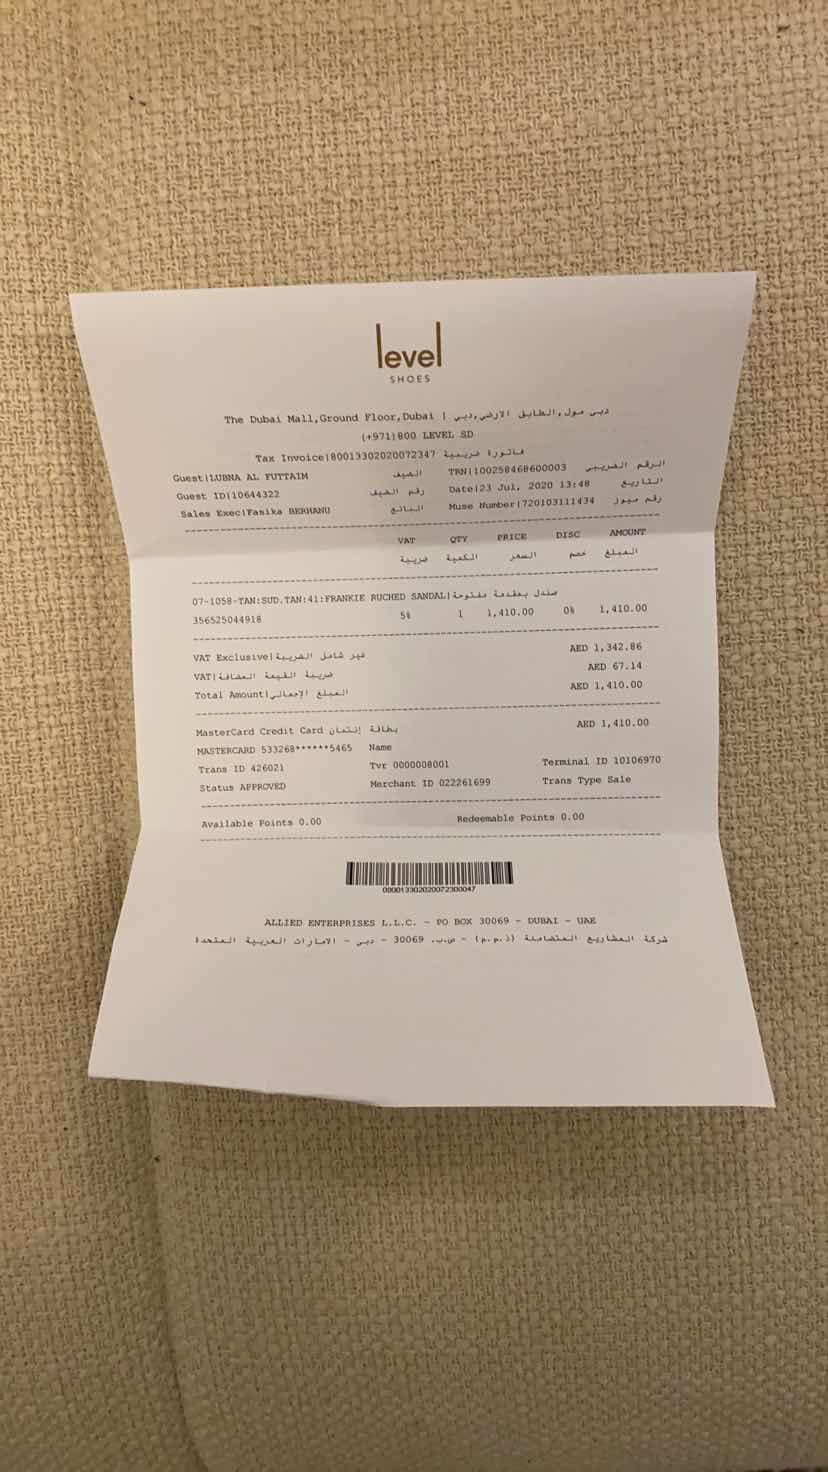 level
SHOES
The Dubai Mall,Ground Floor,Dubai | دبي مول,الطابق الارضي,دبي
(+971)800 LEVEL SD
Tax Invoice|80013302020072347 فاتورة ضريبية
Guest|LUBNA AL FUTTAIM الضيف TRN|100258468600003 الرقم الضريبي
Guest ID|10644322 رقم الضيف Date|23 Jul, 2020 13:48 التاريخ
Sales Exec|Fasika BERHANU البائع Muse Number|720103111434 رقم ميوز
VAT QTY PRICE DISC AMOUNT
ضريبة الكمية السعر خصم المبلغ
07-1058-TAN:SUD.TAN:41:FRANKIE RUCHED SANDAL|صندل بمقدمة مفتوحة
356525044918 5% 1 1,410.00 0% 1,410.00
VAT Exclusive|غير شامل الضريبة AED 1,342.86
VAT|ضريبة القيمة المضافة AED 67.14
Total Amount|المبلغ الإجمالي AED 1,410.00
MasterCard Credit Card بطاقة إئتمان AED 1,410.00
MASTERCARD 533268******5465 Name
Trans ID 426021 Tvr 0000008001 Terminal ID 10106970
Status APPROVED Merchant ID 022261699 Trans Type Sale
Available Points 0.00 Redeemable Points 0.00
080013302020072300047
ALLIED ENTERPRISES L.L.C. - PO BOX 30069 - DUBAI - UAE
شركة المشاريع المتضامنة (ذ.م.م) - ص.ب. 30069 - دبي - الامارات العربية المتحدة